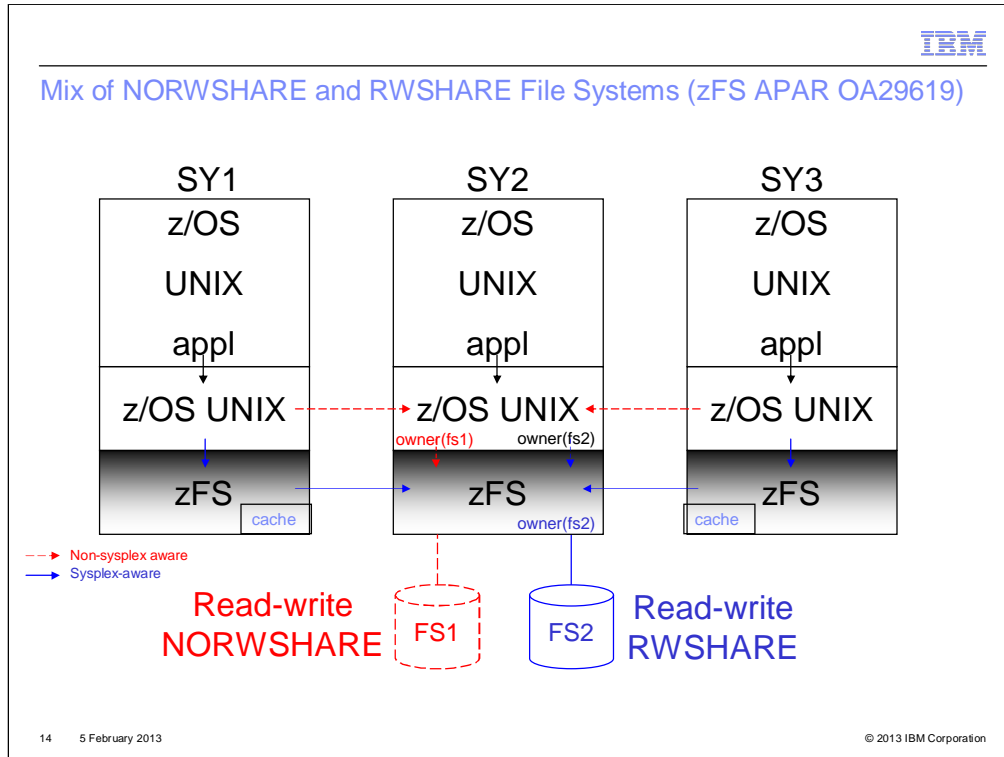 IBM
Mix of NORWSHARE and RWSHARE File Systems (zFS APAR OA29619)
SY1
SY2
SY3
z/OS
z/OS
z/OS
UNIX
UNIX
UNIX
appl
appl
appl
z/OS UNIX
z/OS UNIX
z/OS UNIX
owner(fs1)
owner(fs2)
zFS
zFS
zFS
cache
owner(fs2)
cache
Non-sysplex aware
Sysplex-aware
Read-write
NORWSHARE
FS1
FS2
Read-write
RWSHARE
14
5 February 2013
© 2013 IBM Corporation